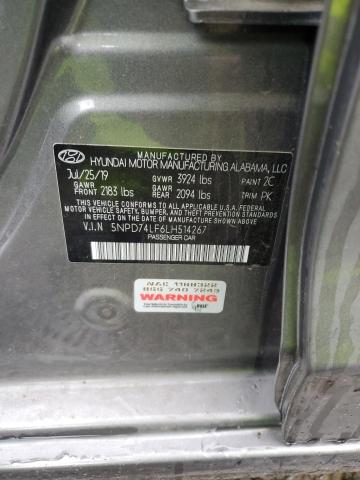 MANUFACTURED BY
HYUNDAI MOTOR MANUFACTURING ALABAMA, LLC
Jul/25/19 GVWR 3924 lbs PAINT 2C
GAWR FRONT 2183 lbs GAWR REAR 2094 lbs TRIM PK
THIS VEHICLE CONFORMS TO ALL APPLICABLE U.S.A. FEDERAL
MOTOR VEHICLE SAFETY, BUMPER, AND THEFT PREVENTION STANDARDS
IN EFFECT ON THE DATE OF MANUFACTURE SHOWN ABOVE.
V.I.N 5NPD74LF6LH514267
PASSENGER CAR
WARNING